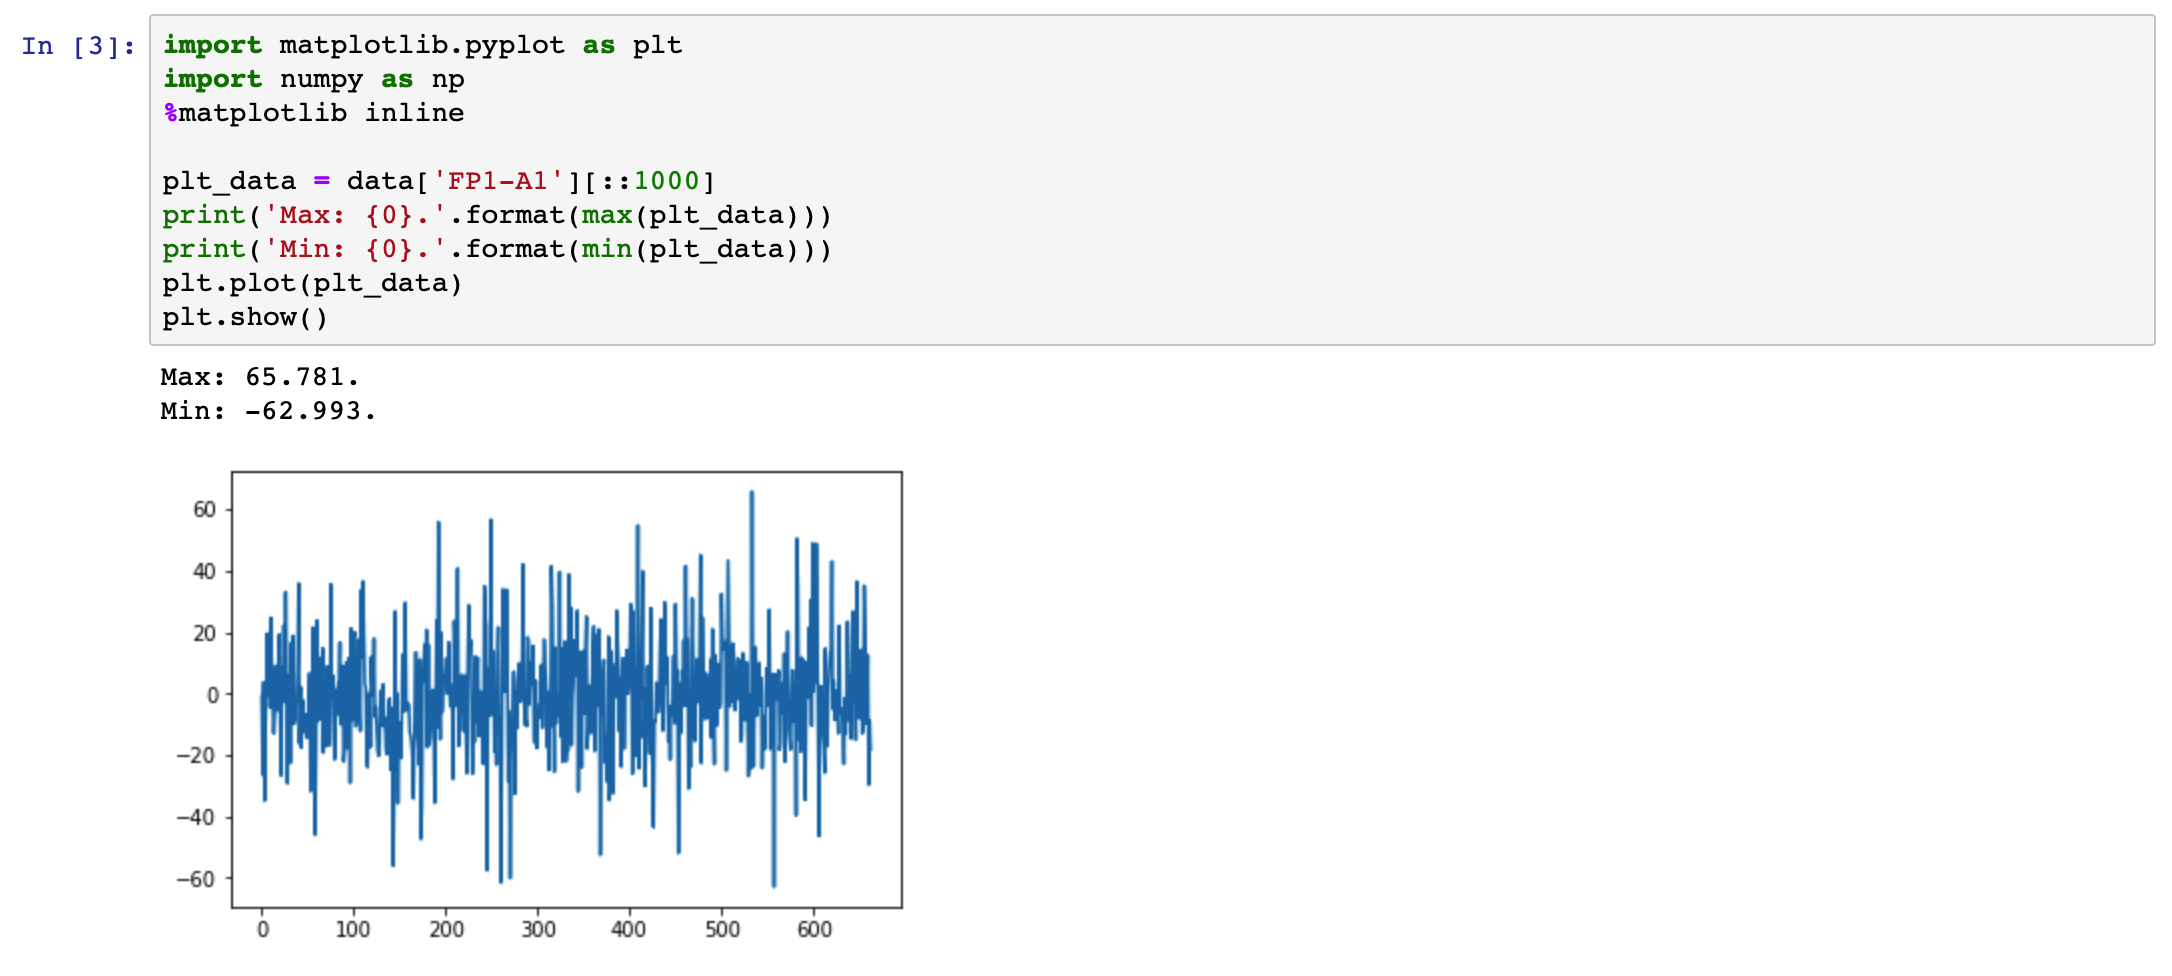 In [3]:
import matplotlib.pyplot as plt
import numpy as np
%matplotlib inline
plt_data = data['FP1-A1'][::1000]
print('Max: {0}.'.format(max(plt_data)))
print('Min: {0}.'.format(min(plt_data)))
plt.plot(plt_data)
plt.show()
Max: 65.781.
Min: -62.993.
60
40
20
0
−20
−40
−60
0 100 200 300 400 500 600